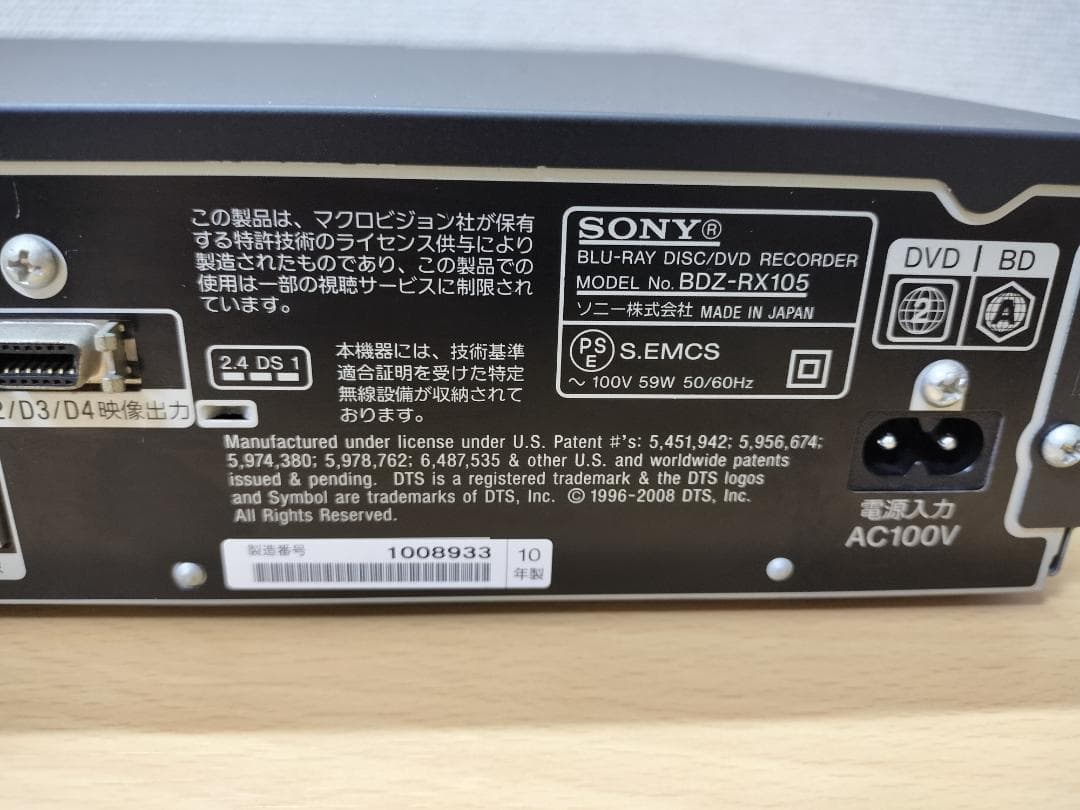 この製品は、マクロビジョン社が保有
する特許技術のライセンス供与により
製造されたものであり、この製品での
使用は一部の視聴サービスに制限され
ています。
SONY®
BLU-RAY DISC/DVD RECORDER
MODEL No. BDZ-RX105
ソニー株式会社 MADE IN JAPAN
PSE S.EMCS
～ 100V 59W 50/60Hz
DVD | BD
2
A
2.4 DS 1
本機器には、技術基準
適合証明を受けた特定
無線設備が収納されて
おります。
2/D3/D4映像出力
Manufactured under license under U.S. Patent #'s: 5,451,942; 5,956,674;
5,974,380; 5,978,762; 6,487,535 & other U.S. and worldwide patents
issued & pending. DTS is a registered trademark & the DTS logos
and Symbol are trademarks of DTS, Inc. © 1996-2008 DTS, Inc.
All Rights Reserved.
電源入力
AC100V
製造番号 1008933 10
年製